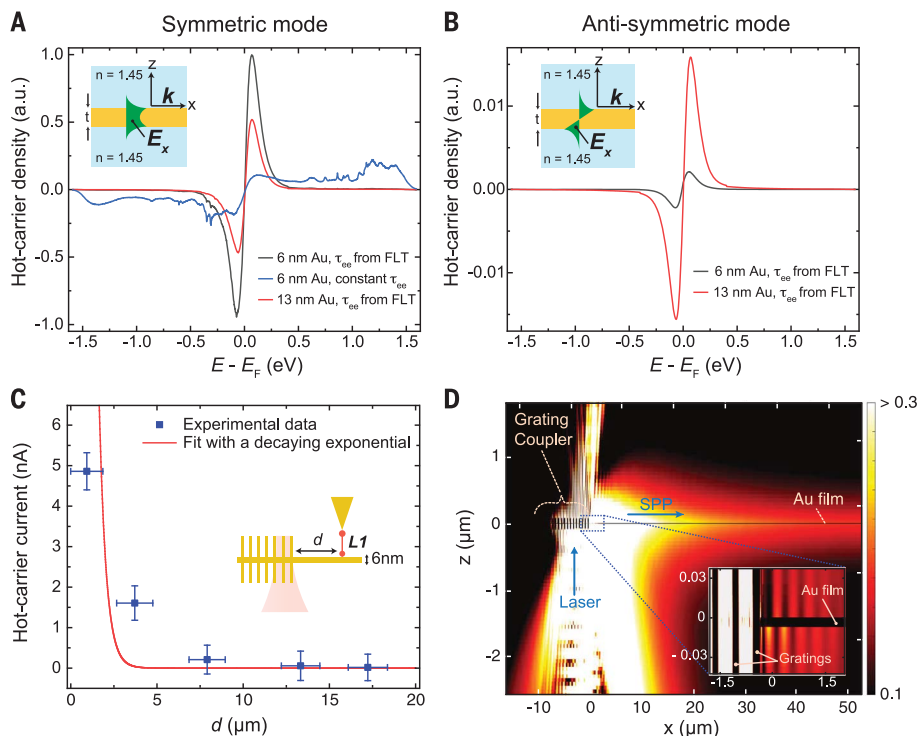 A
Symmetric mode
Hot-carrier density (a.u.)
1.0
0.5
0.0
-0.5
-1.0
n = 1.45
z
k
x
t
E_x
n = 1.45
6 nm Au, τ_ee from FLT
6 nm Au, constant τ_ee
13 nm Au, τ_ee from FLT
-1.5 -1.0 -0.5 0.0 0.5 1.0 1.5
E - E_F (eV)
B
Anti-symmetric mode
Hot-carrier density (a.u.)
0.01
0.00
-0.01
n = 1.45
z
k
x
t
E_x
n = 1.45
6 nm Au, τ_ee from FLT
13 nm Au, τ_ee from FLT
-1.5 -1.0 -0.5 0.0 0.5 1.0 1.5
E - E_F (eV)
C
Hot-carrier current (nA)
6
5
4
3
2
1
0
Experimental data
Fit with a decaying exponential
d
L1
6nm
0 5 10 15 20
d (μm)
D
z (μm)
1
0
-1
-2
Grating
Coupler
SPP
Au film
Laser
0.03
0
- 0.03
Au film
Gratings
-1.5 0 1.5
-10 0 10 20 30 40 50
x (μm)
> 0.3
0.1